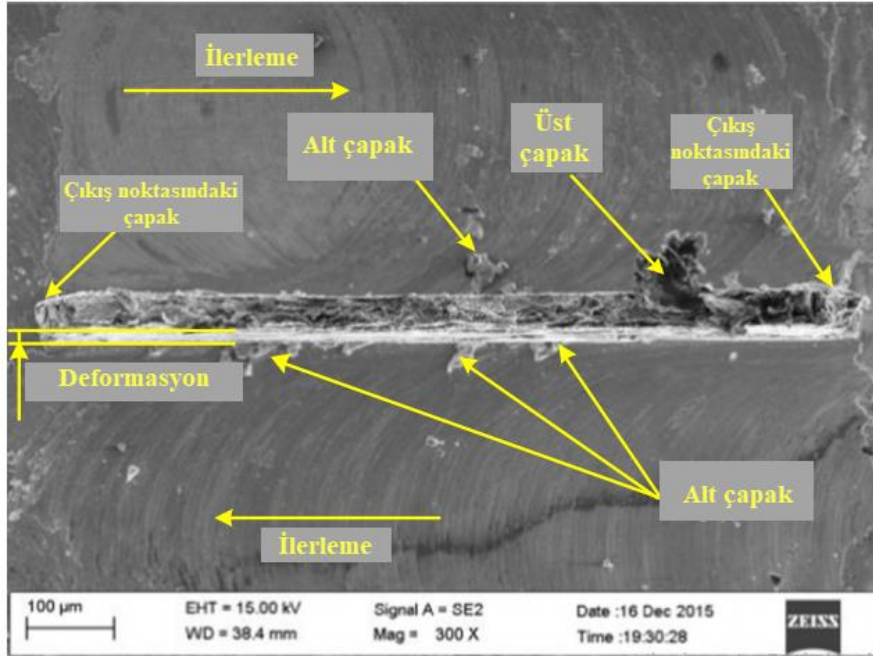 İlerleme
Alt çapak
Üst
çapak
Çıkış
noktasındaki
çapak
Çıkış noktasındaki
çapak
Deformasyon
Alt çapak
İlerleme
100 µm
EHT = 15.00 kV
Signal A = SE2
Date :16 Dec 2015
WD = 38.4 mm
Mag = 300 X
Time :19:30:28
ZEISS